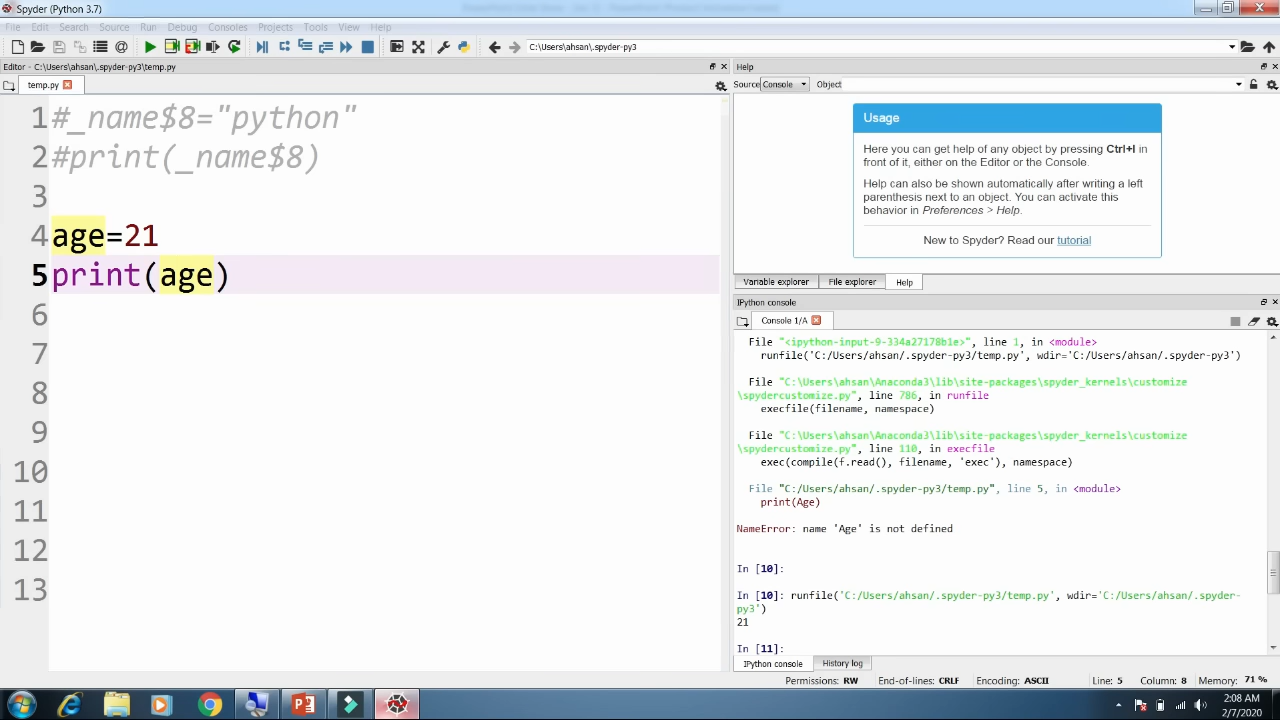 Spyder (Python 3.7)
File Edit Search Source Run Debug Consoles Projects Tools View Help
C:\Users\ahsan\.spyder-py3
Editor - C:\Users\ahsan\.spyder-py3\temp.py
Help
temp.py
Source Console Object
1 #_name$8="python"
2 #print(_name$8)
3
4 age=21
5 print(age)
6
7
8
9
10
11
12
13
Usage
Here you can get help of any object by pressing Ctrl+I in
front of it, either on the Editor or the Console.
Help can also be shown automatically after writing a left
parenthesis next to an object. You can activate this
behavior in Preferences > Help.
New to Spyder? Read our tutorial
Variable explorer File explorer Help
IPython console
Console 1/A
File "<ipython-input-9-334a27178b1e>", line 1, in <module>
runfile('C:/Users/ahsan/.spyder-py3/temp.py', wdir='C:/Users/ahsan/.spyder-py3')
File "C:\Users\ahsan\Anaconda3\lib\site-packages\spyder_kernels\customize
\spydercustomize.py", line 786, in runfile
execfile(filename, namespace)
File "C:\Users\ahsan\Anaconda3\lib\site-packages\spyder_kernels\customize
\spydercustomize.py", line 110, in execfile
exec(compile(f.read(), filename, 'exec'), namespace)
File "C:/Users/ahsan/.spyder-py3/temp.py", line 5, in <module>
print(Age)
NameError: name 'Age' is not defined
In [10]:
In [10]: runfile('C:/Users/ahsan/.spyder-py3/temp.py', wdir='C:/Users/ahsan/.spyder-
py3')
21
In [11]:
IPython console History log
Permissions: RW End-of-lines: CRLF Encoding: ASCII Line: 5 Column: 8 Memory: 71 %
2:08 AM
2/7/2020